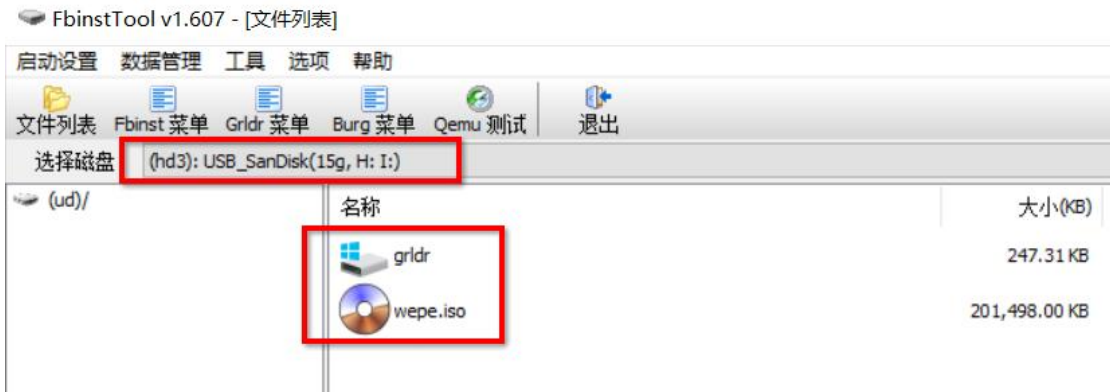 FbinstTool v1.607 - [文件列表]
启动设置 数据管理 工具 选项 帮助
文件列表 Fbinst 菜单 Grldr 菜单 Burg 菜单 Qemu 测试 退出
选择磁盘 (hd3): USB_SanDisk(15g, H: I:)
(ud)/ 名称 大小(KB)
grldr 247.31 KB
wepe.iso 201,498.00 KB